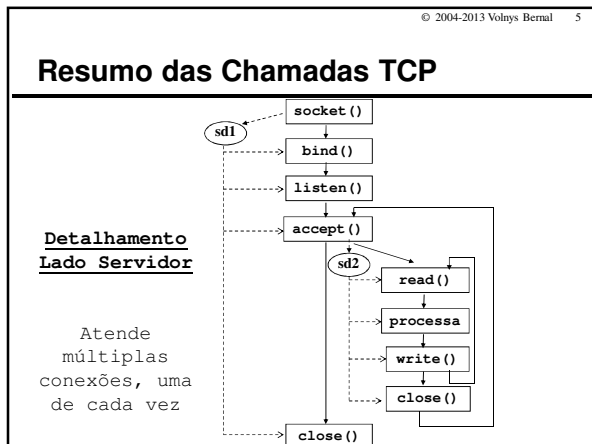 © 2004-2013 Volnys Bernal 5
Resumo das Chamadas TCP
socket()
sd1
bind()
listen()
accept()
Detalhamento
Lado Servidor
sd2
read()
processa
Atende
múltiplas
conexões, uma
de cada vez
write()
close()
close()